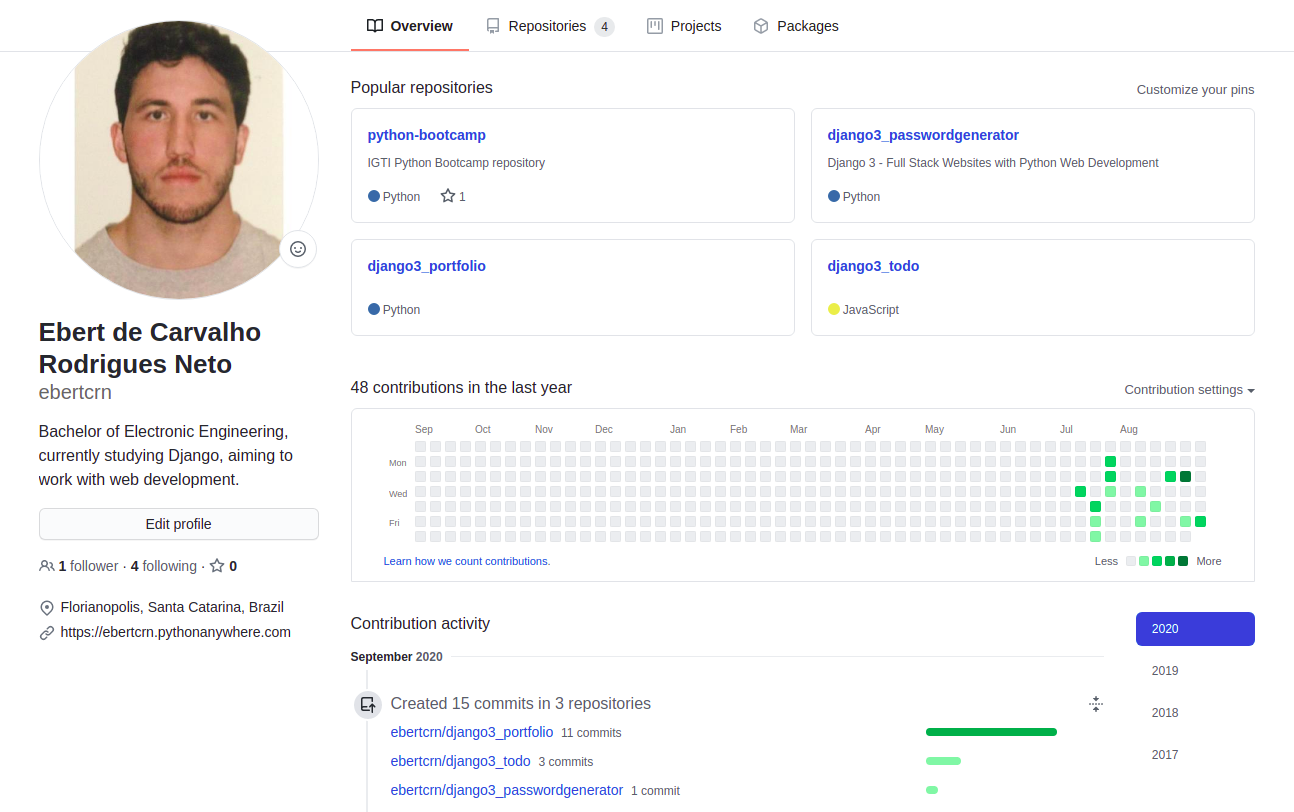 Overview Repositories 4 Projects Packages
Ebert de Carvalho
Rodrigues Neto
ebertcrn
Bachelor of Electronic Engineering,
currently studying Django, aiming to
work with web development.
Edit profile
1 follower · 4 following · 0
Florianopolis, Santa Catarina, Brazil
https://ebertcrn.pythonanywhere.com
Popular repositories
Customize your pins
python-bootcamp
IGTI Python Bootcamp repository
Python 1
django3_passwordgenerator
Django 3 - Full Stack Websites with Python Web Development
Python
django3_portfolio
Python
django3_todo
JavaScript
48 contributions in the last year
Contribution settings
Sep Oct Nov Dec Jan Feb Mar Apr May Jun Jul Aug
Mon
Wed
Fri
Learn how we count contributions.
Less More
Contribution activity
September 2020
Created 15 commits in 3 repositories
ebertcrn/django3_portfolio 11 commits
ebertcrn/django3_todo 3 commits
ebertcrn/django3_passwordgenerator 1 commit
2020
2019
2018
2017